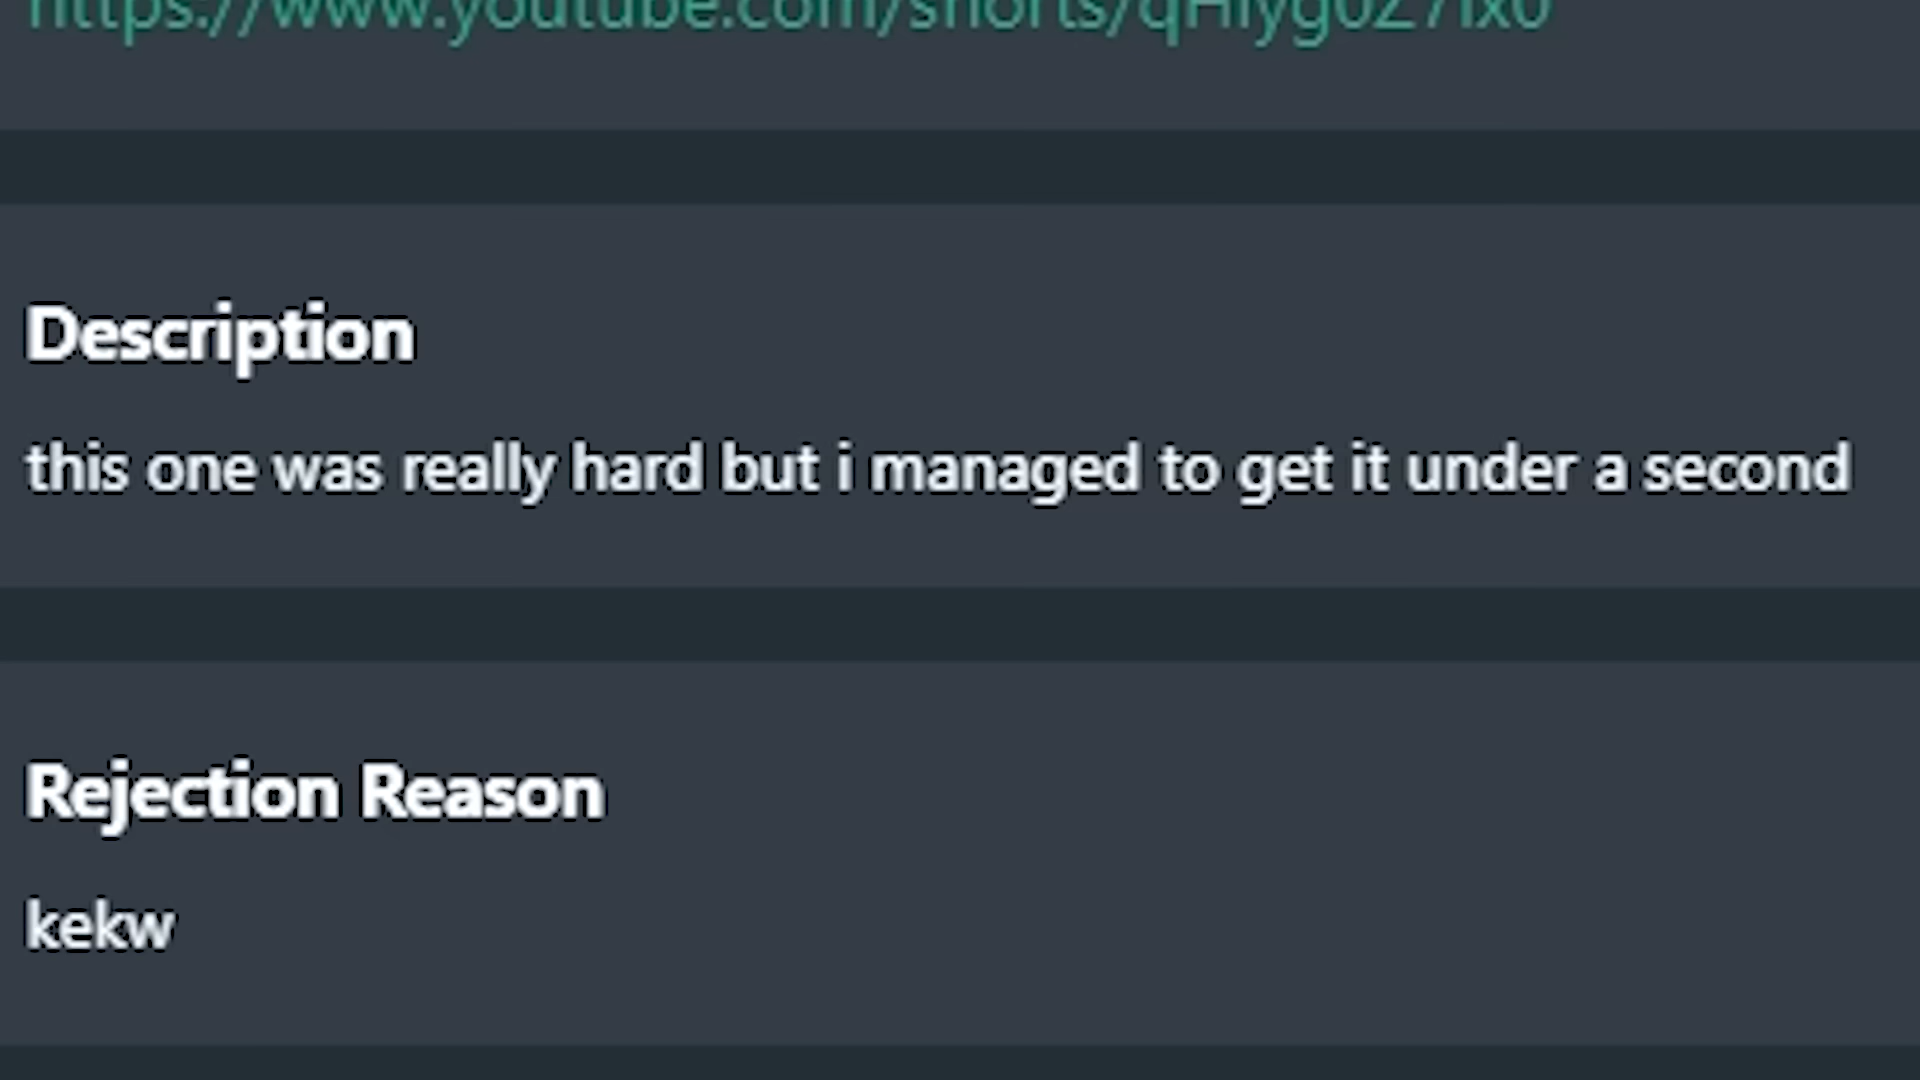 Description
this one was really hard but i managed to get it under a second
Rejection Reason
kekw